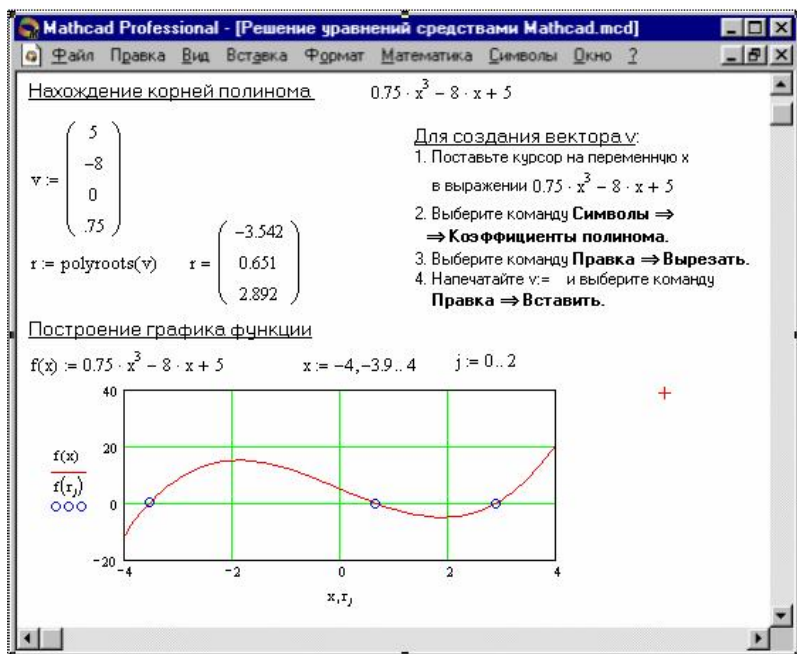 Mathcad Professional - [Решение уравнений средствами Mathcad.mcd]
Файл Правка Вид Вставка Формат Математика Символы Окно ?
Нахождение корней полинома 0.75 · x³ − 8 · x + 5
v := ( 5 −8 0 .75 )
Для создания вектора v:
1. Поставьте курсор на переменную x
в выражении 0.75 · x³ − 8 · x + 5
2. Выберите команду Символы ⇒
⇒ Коэффициенты полинома.
3. Выберите команду Правка ⇒ Вырезать.
4. Напечатайте v:= и выберите команду
Правка ⇒ Вставить.
r := polyroots(v) r = ( −3.542 0.651 2.892 )
Построение графика функции
f(x) := 0.75 · x³ − 8 · x + 5 x := −4, −3.9 .. 4 j := 0 .. 2
40
20
0
−20
f(x)
f(rⱼ)
−4 −2 0 2 4
x, rⱼ